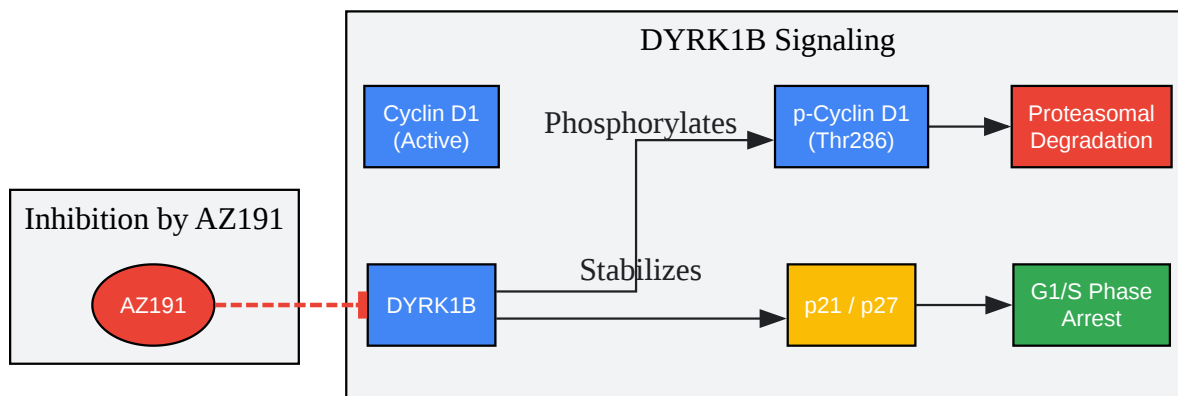 DYRK1B Signaling
Cyclin D1
(Active)
Phosphorylates
p-Cyclin D1
(Thr286)
Proteasomal
Degradation
Inhibition by AZ191
AZ191
DYRK1B
Stabilizes
p21 / p27
G1/S Phase
Arrest